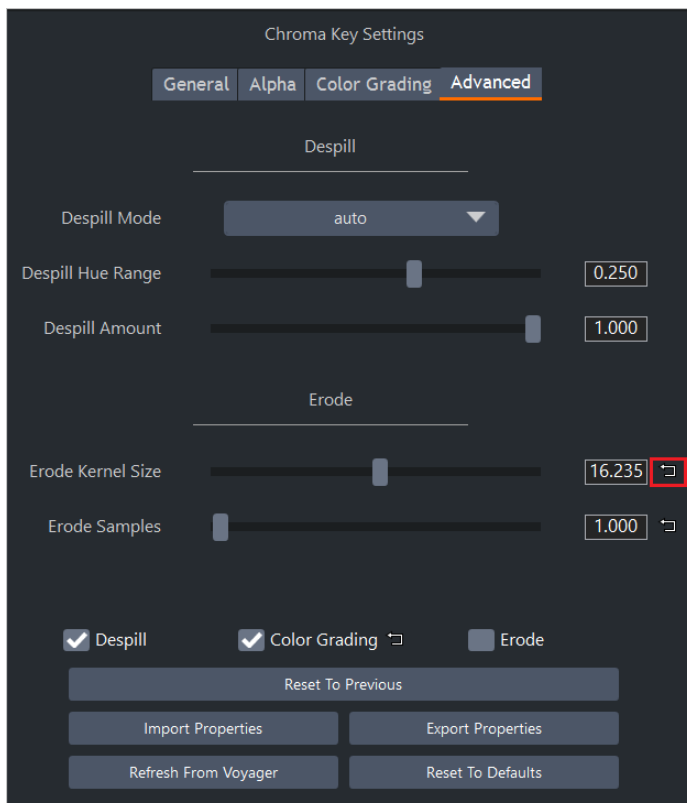 Chroma Key Settings
General Alpha Color Grading Advanced
Despill
Despill Mode auto
Despill Hue Range 0.250
Despill Amount 1.000
Erode
Erode Kernel Size 16.235
Erode Samples 1.000
Despill Color Grading Erode
Reset To Previous
Import Properties Export Properties
Refresh From Voyager Reset To Defaults